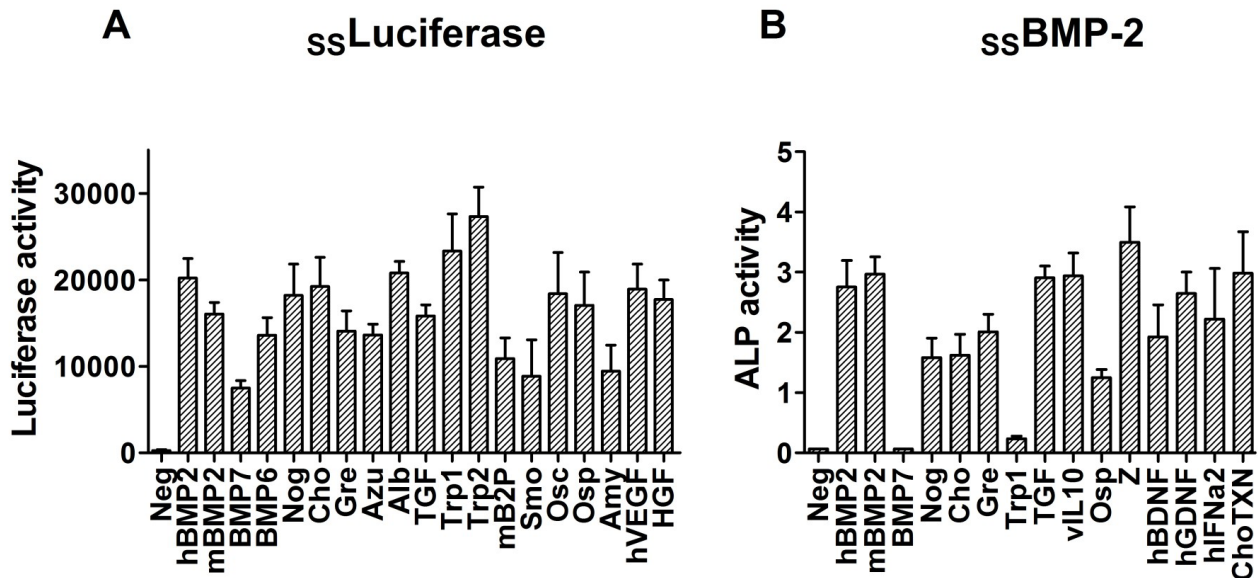 A
SSLuciferase
Luciferase activity
30000
20000
10000
0
Neg
hBMP2
mBMP2
BMP7
BMP6
Nog
Cho
Gre
Azu
Alb
TGF
Trp1
Trp2
mB2P
Smo
Osc
Osp
Amy
hVEGF
HGF
B
SSBMP-2
ALP activity
5
4
3
2
1
0
Neg
hBMP2
mBMP2
BMP7
Nog
Cho
Gre
Trp1
TGF
vIL10
Osp
Z
hBDNF
hGDNF
hIFNa2
ChoTXN